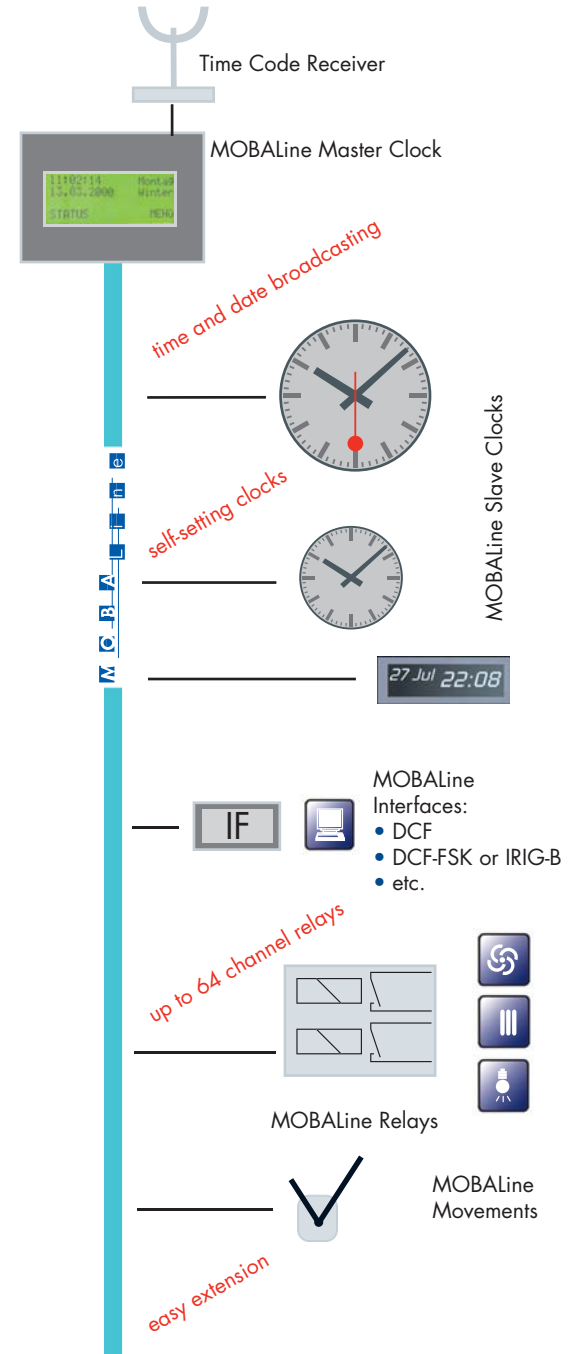 Time Code Receiver
MOBALine Master Clock
11:02:14 Montag
13.03.2000 Winter
STATUS MENU
time and date broadcasting
MOBALine Slave Clocks
MOBALine
self-setting clocks
27 Jul 22:08
MOBALine
Interfaces:
IF
• DCF
• DCF-FSK or IRIG-B
• etc.
up to 64 channel relays
MOBALine Relays
MOBALine
Movements
easy extension